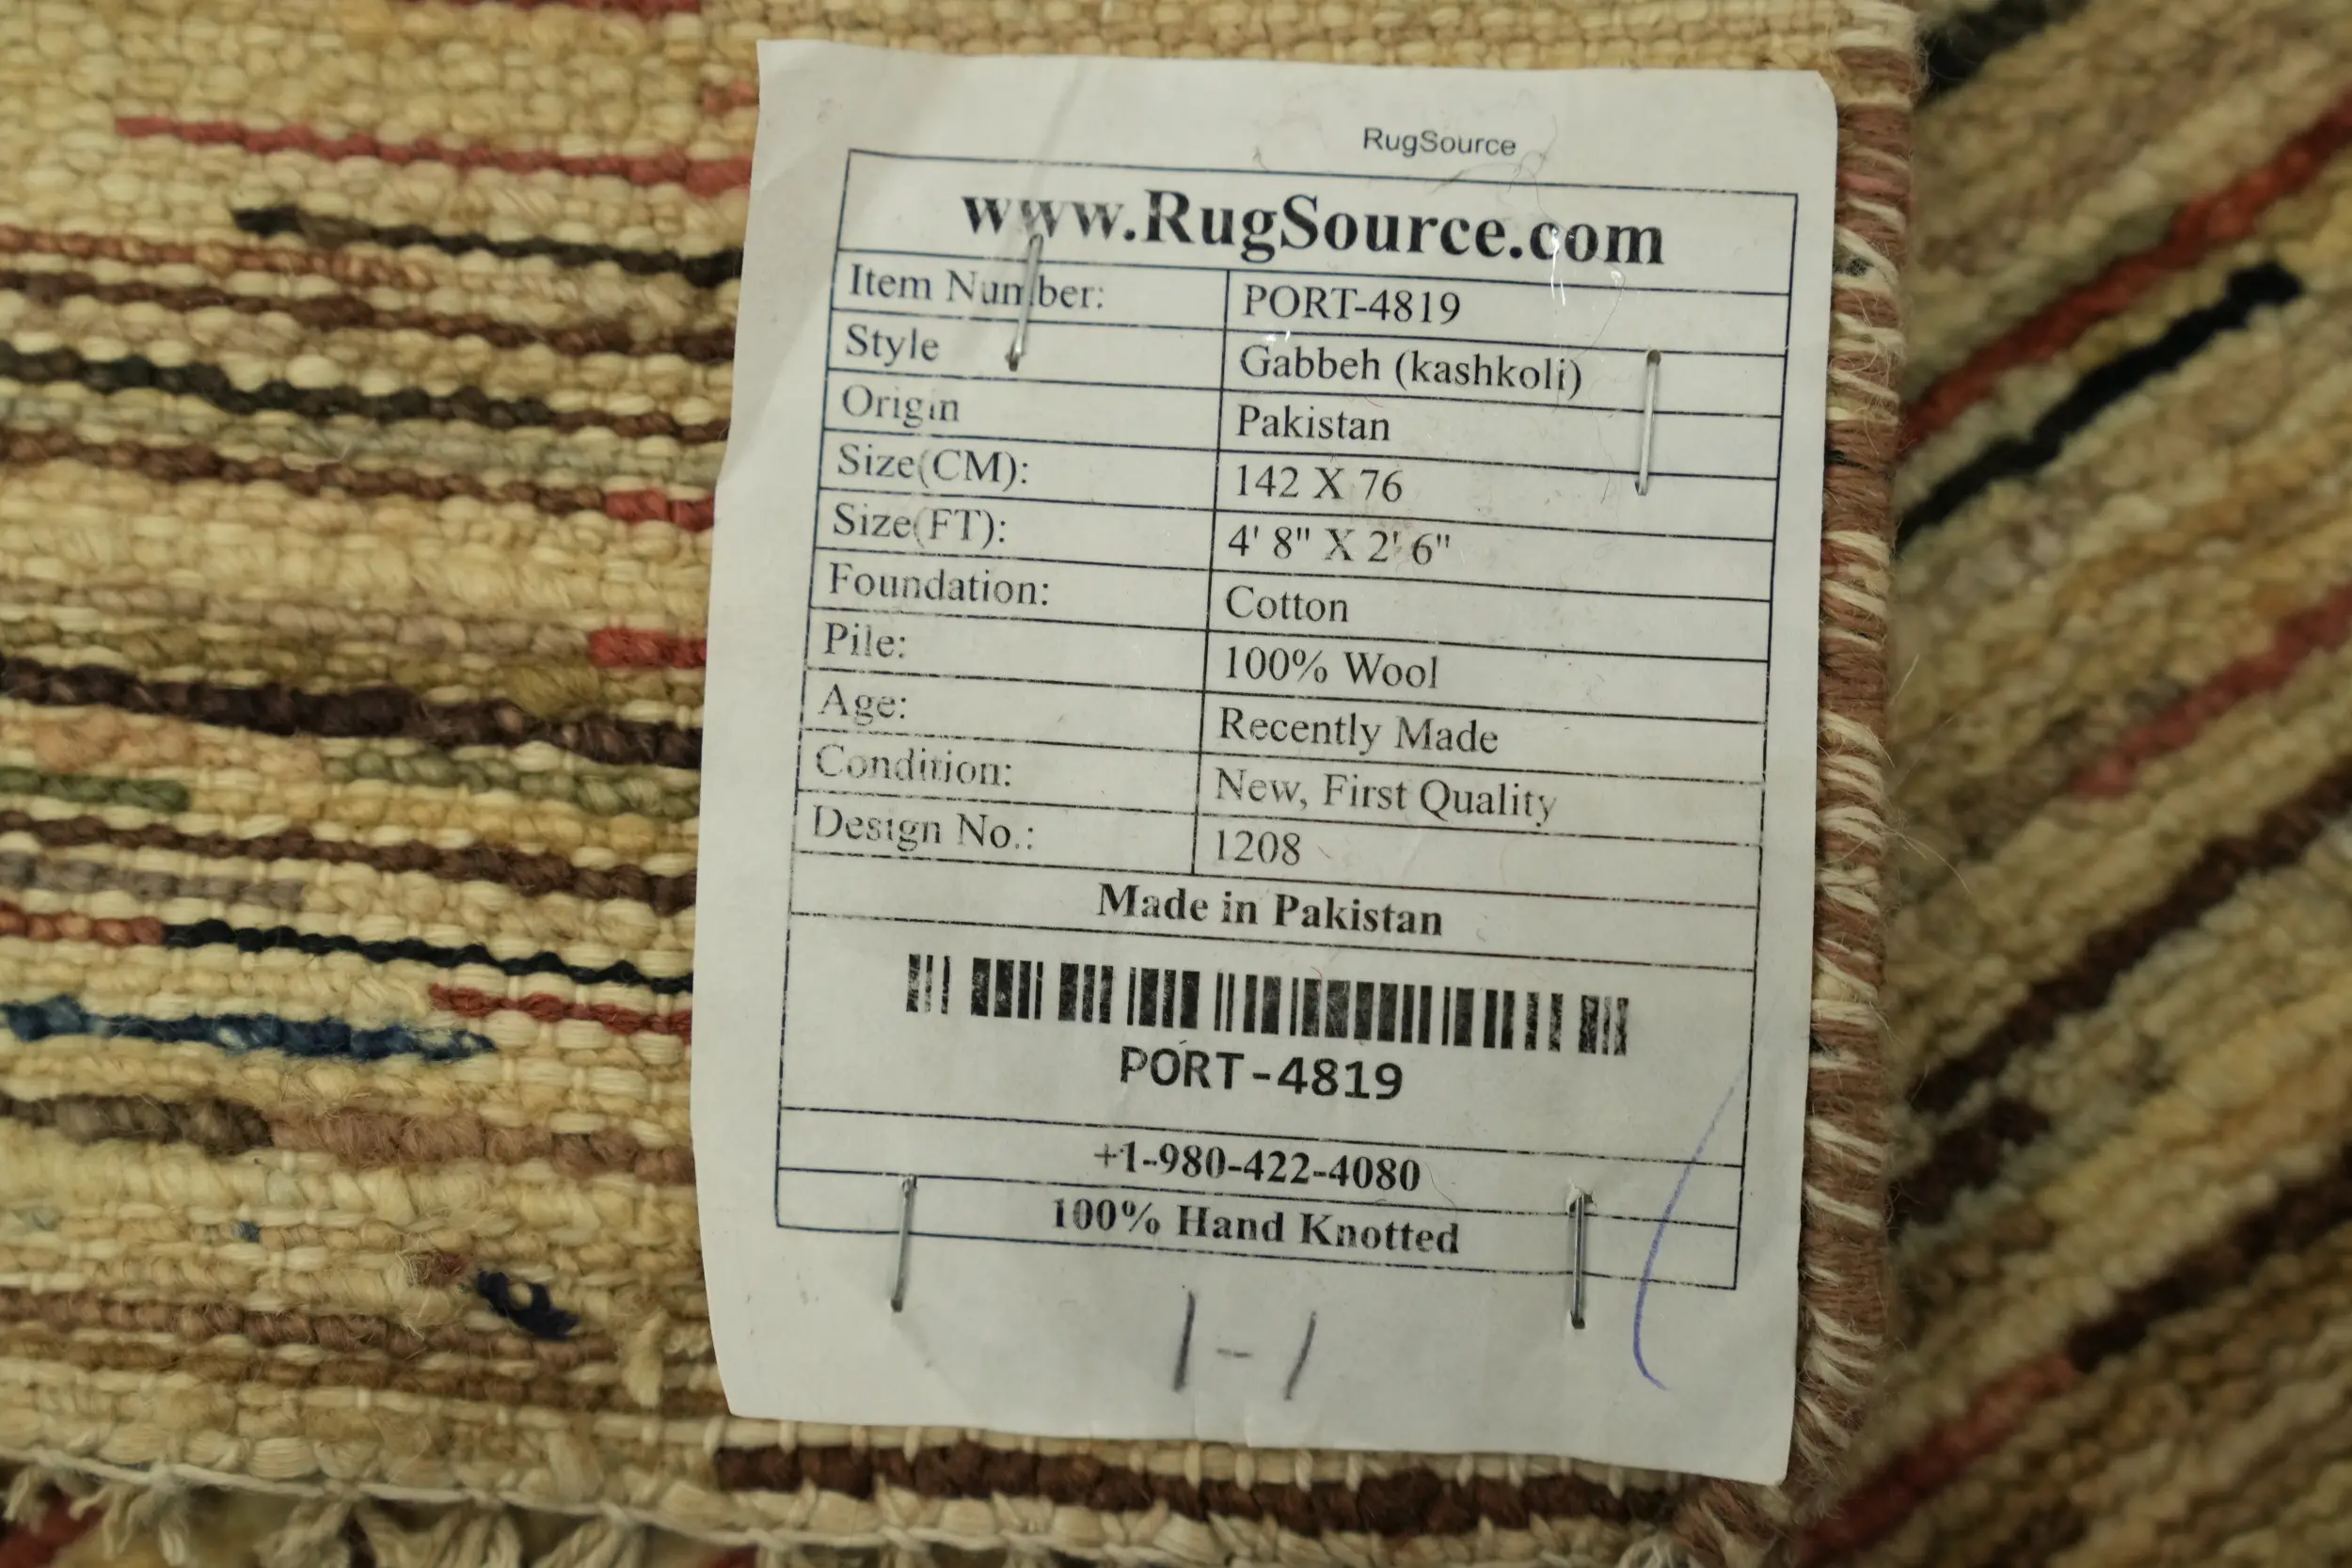 RugSource
www.RugSource.com
Item Number: PORT-4819
Style Gabbeh (kashkoli)
Origin Pakistan
Size(CM): 142 X 76
Size(FT): 4' 8" X 2' 6"
Foundation: Cotton
Pile: 100% Wool
Age: Recently Made
Condition: New, First Quality
Design No.: 1208
Made in Pakistan
PORT-4819
+1-980-422-4080
100% Hand Knotted
1-1